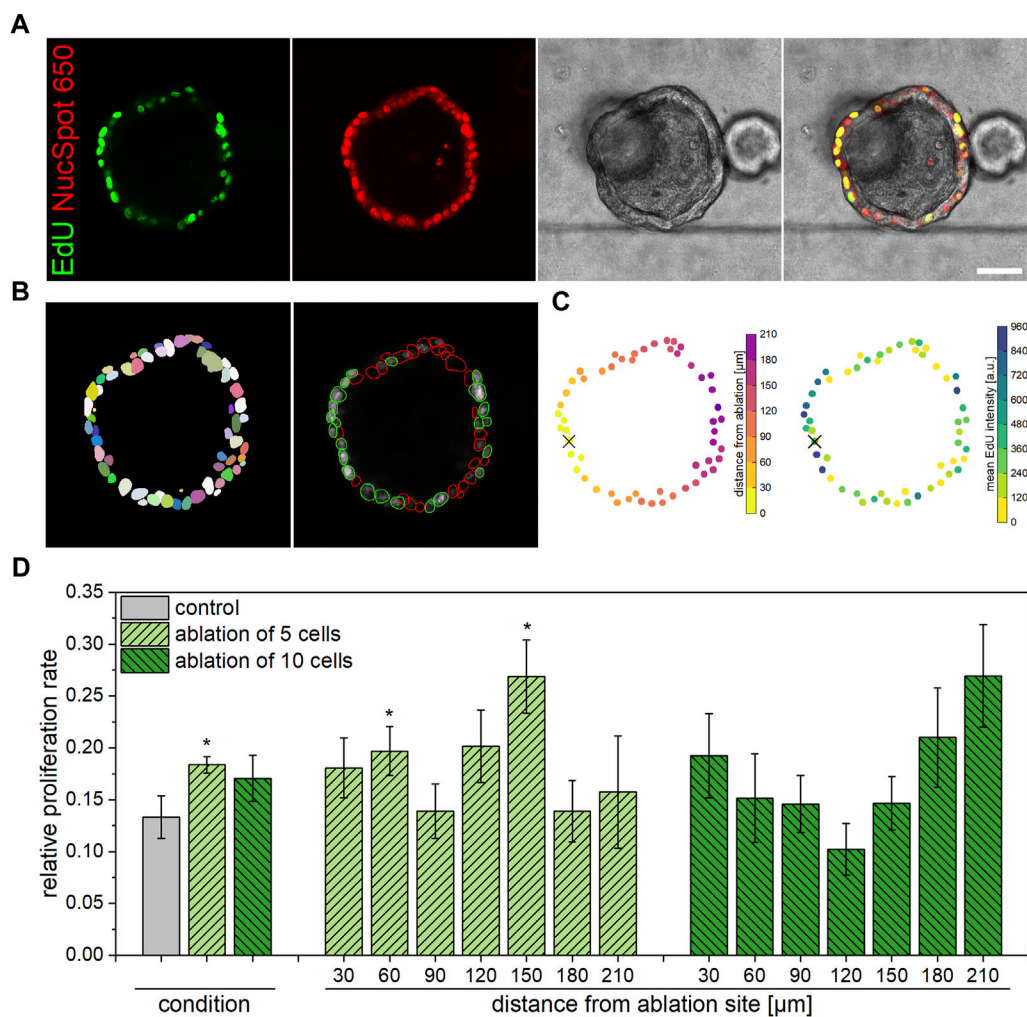 A
EdU NucSpot 650
B
C
distance from ablation [µm]
210
180
150
120
90
60
30
0
mean EdU intensity [a.u.]
960
840
720
600
480
360
240
120
0
D
relative proliferation rate
0.35
0.30
0.25
0.20
0.15
0.10
0.05
0.00
control
ablation of 5 cells
ablation of 10 cells
* * *
30 60 90 120 150 180 210 30 60 90 120 150 180 210
condition distance from ablation site [µm]